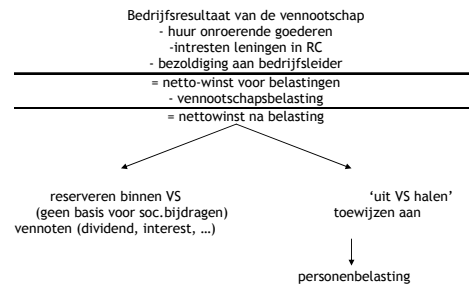 Bedrijfsresultaat van de vennootschap
- huur onroerende goederen
-intresten leningen in RC
- bezoldiging aan bedrijfsleider
= netto-winst voor belastingen
- vennootschapsbelasting
= nettowinst na belasting
reserveren binnen VS
(geen basis voor soc.bijdragen)
vennoten (dividend, interest, …)
‘uit VS halen’
toewijzen aan
personenbelasting